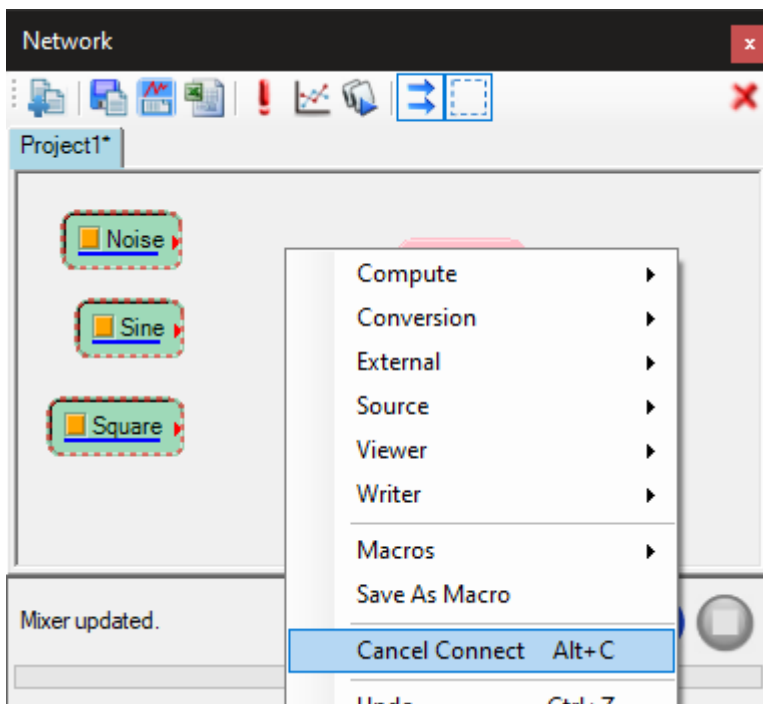 Network
x
Project1*
Noise
Sine
Square
Compute
Conversion
External
Source
Viewer
Writer
Macros
Save As Macro
Mixer updated.
Cancel Connect Alt+C